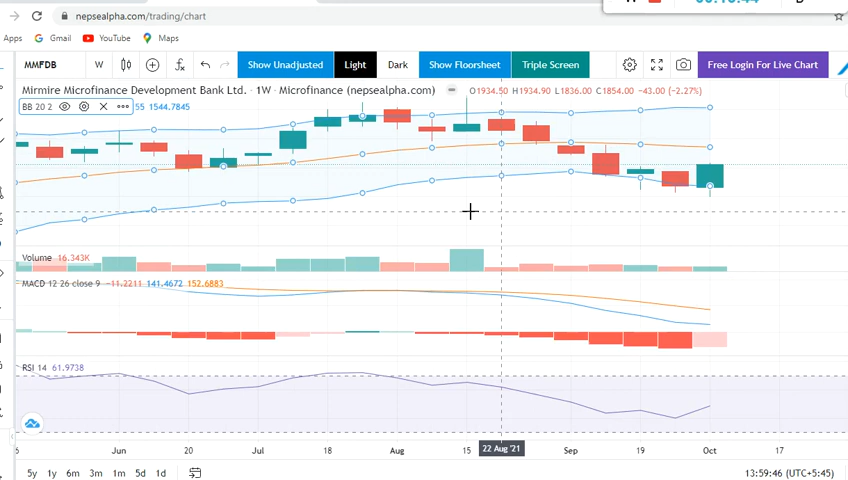 nepsealpha.com/trading/chart
Apps Gmail YouTube Maps
MMFDB W Show Unadjusted Light Dark Show Floorsheet Triple Screen Free Login For Live Chart
Mirmire Microfinance Development Bank Ltd. · 1W · Microfinance (nepsealpha.com) O1934.50 H1934.90 L1836.00 C1854.00 −43.00 (−2.27%)
BB 20 2 55 1544.7845
Volume 16.343K
MACD 12 26 close 9 −11.2211 141.4672 152.6883
RSI 14 61.9738
6 Jun 20 Jul 18 Aug 15 22 Aug '21 Sep 19 Oct 17
5y 1y 6m 3m 1m 5d 1d 13:59:46 (UTC+5:45)